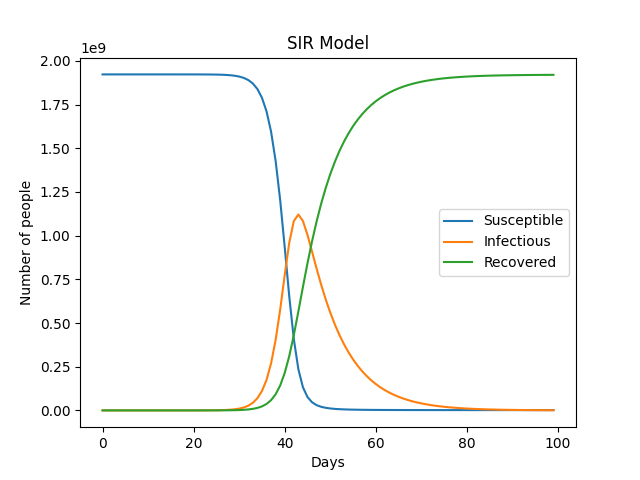 SIR Model
1e9
2.00
1.75
1.50
1.25
1.00
0.75
0.50
0.25
0.00
Number of people
Susceptible
Infectious
Recovered
0 20 40 60 80 100
Days